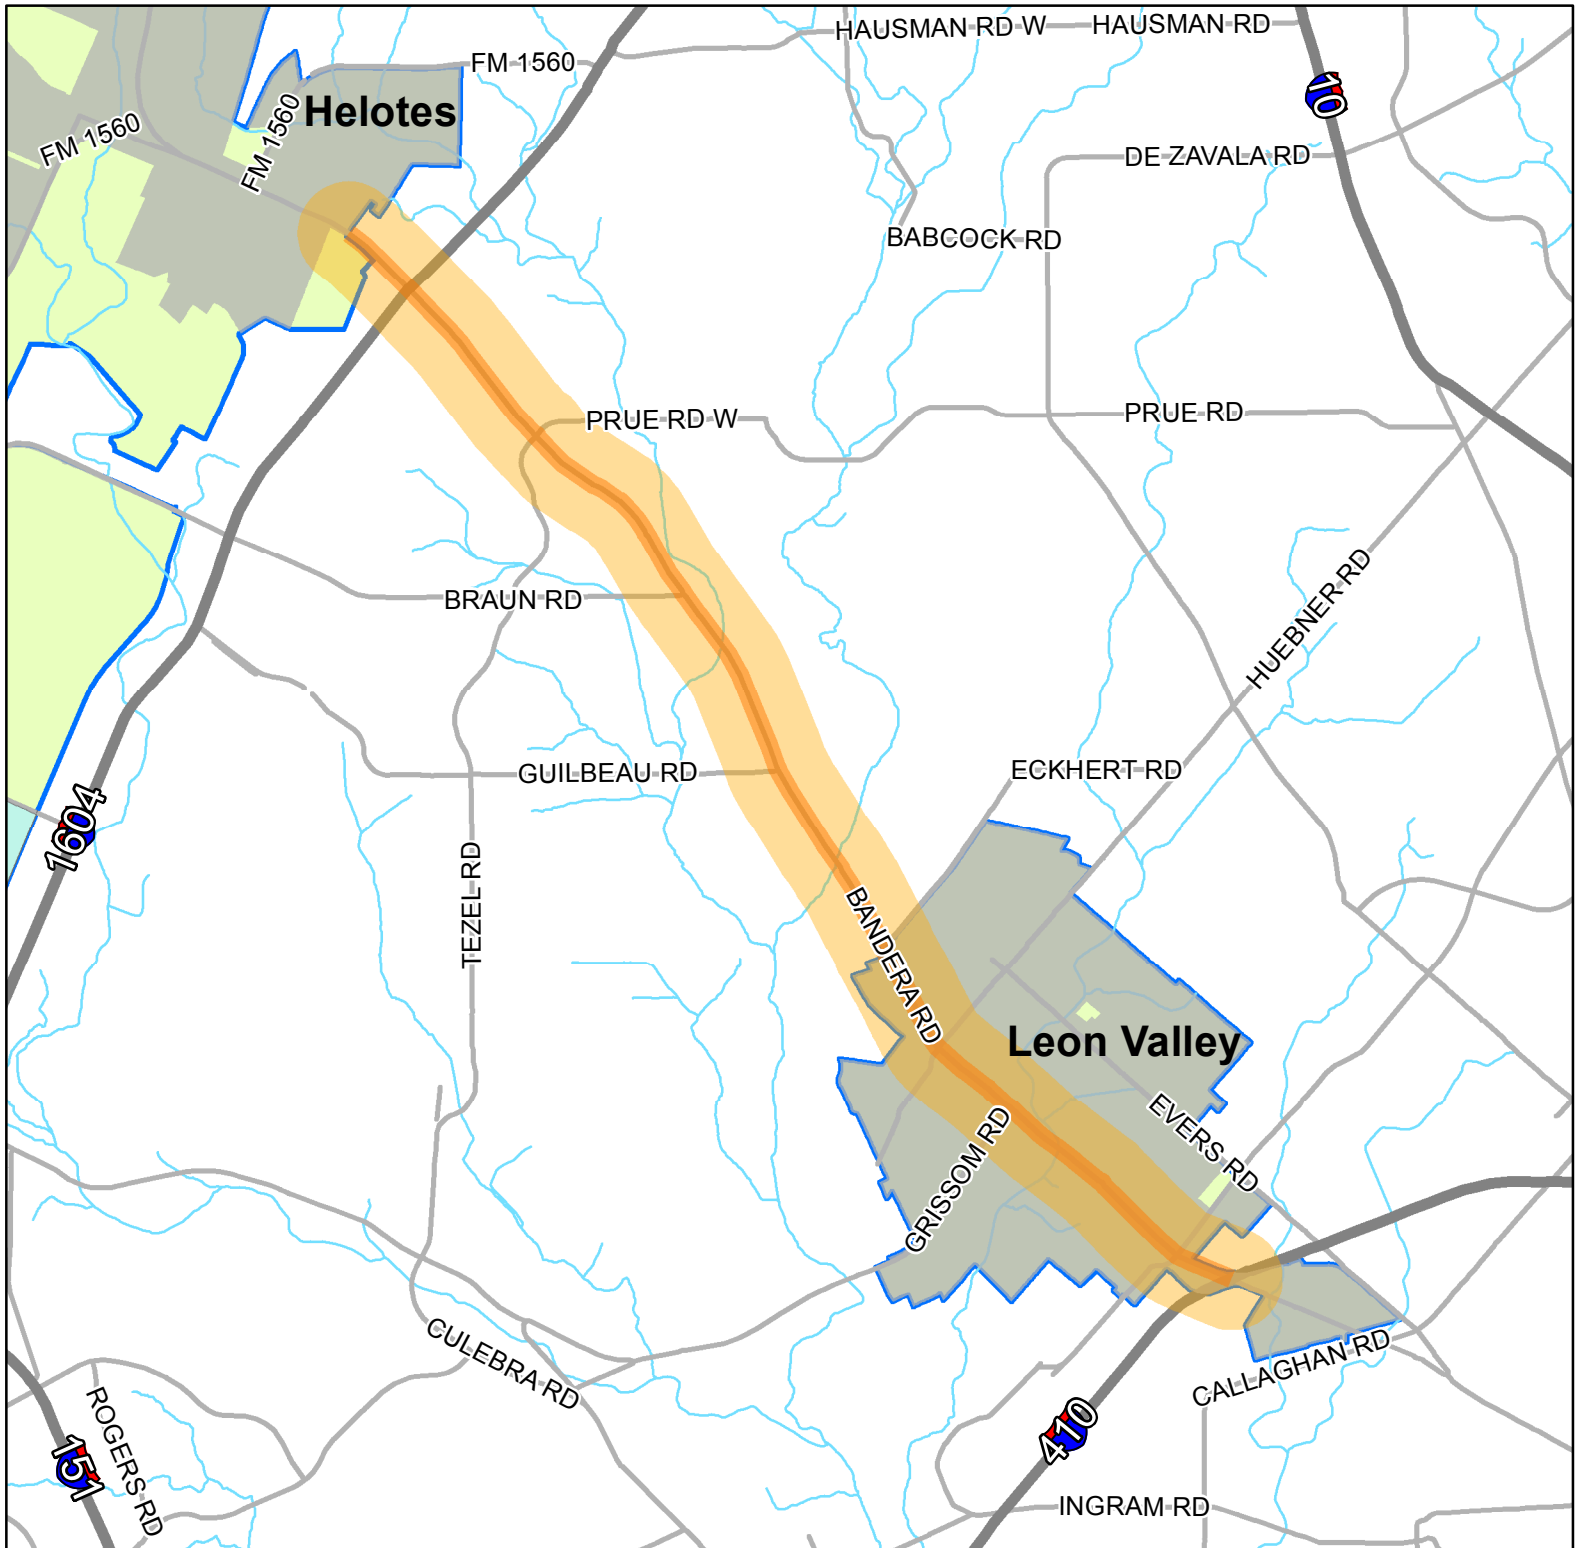 HAUSMAN RD W
HAUSMAN RD
FM 1560
10
Helotes
FM 1560
FM 1560
DE ZAVALA RD
BABCOCK RD
PRUE RD W
PRUE RD
BRAUN RD
HUEBNER RD
GUILBEAU RD
ECKHERT RD
1604
TEZEL RD
BANDERA RD
Leon Valley
EVERS RD
GRISSOM RD
CULEBRA RD
CALLAGHAN RD
ROGERS RD
151
410
INGRAM RD